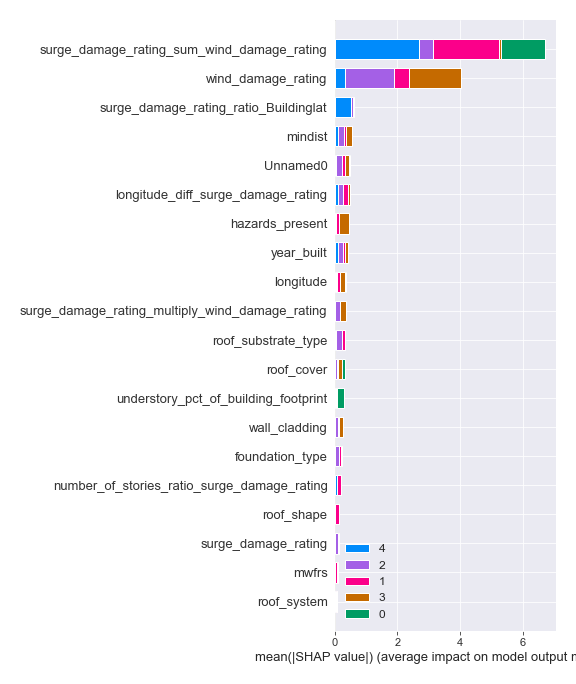 surge_damage_rating_sum_wind_damage_rating
wind_damage_rating
surge_damage_rating_ratio_Buildinglat
mindist
Unnamed0
longitude_diff_surge_damage_rating
hazards_present
year_built
longitude
surge_damage_rating_multiply_wind_damage_rating
roof_substrate_type
roof_cover
understory_pct_of_building_footprint
wall_cladding
foundation_type
number_of_stories_ratio_surge_damage_rating
roof_shape
surge_damage_rating
mwfrs
roof_system
4
2
1
3
0
0 2 4 6
mean(|SHAP value|) (average impact on model output m